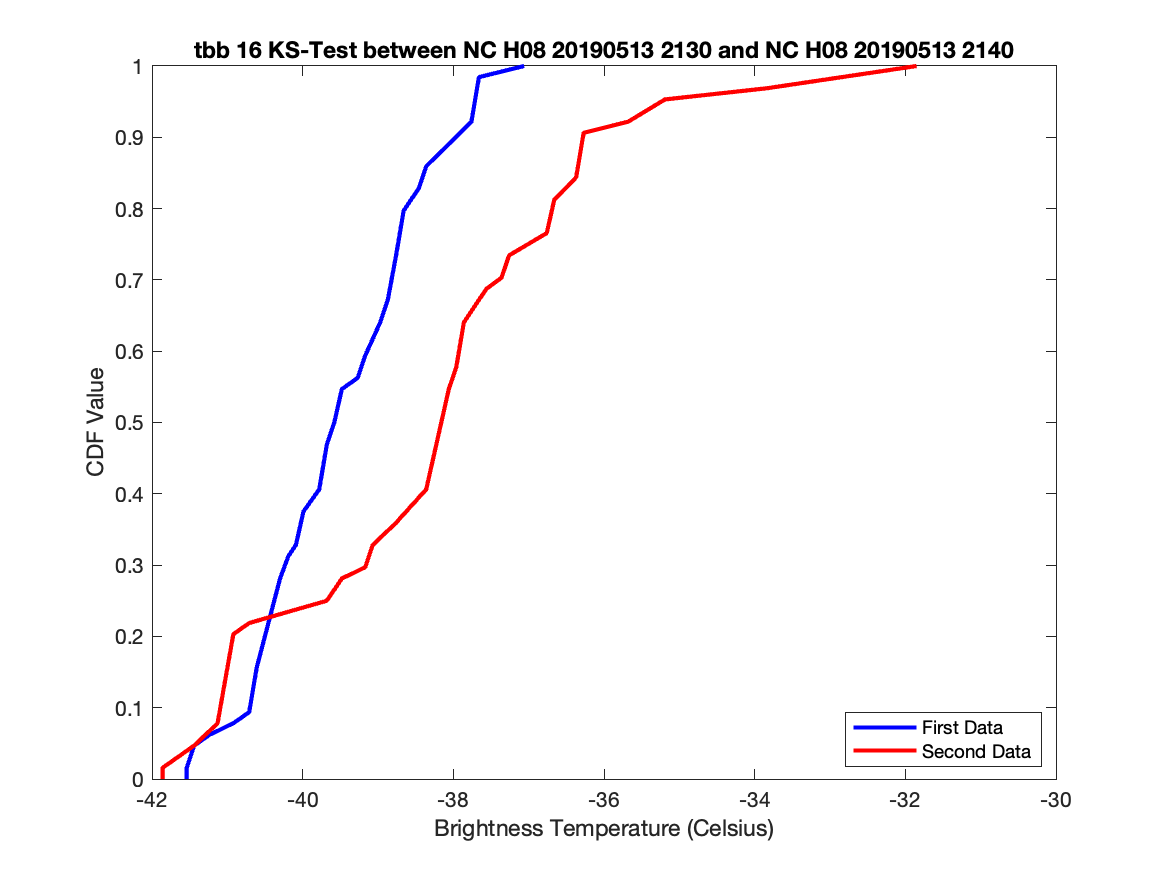 tbb 16 KS-Test between NC H08 20190513 2130 and NC H08 20190513 2140
1
0.9
0.8
0.7
0.6
0.5
0.4
0.3
0.2
0.1
0
CDF Value
First Data
Second Data
-42 -40 -38 -36 -34 -32 -30
Brightness Temperature (Celsius)